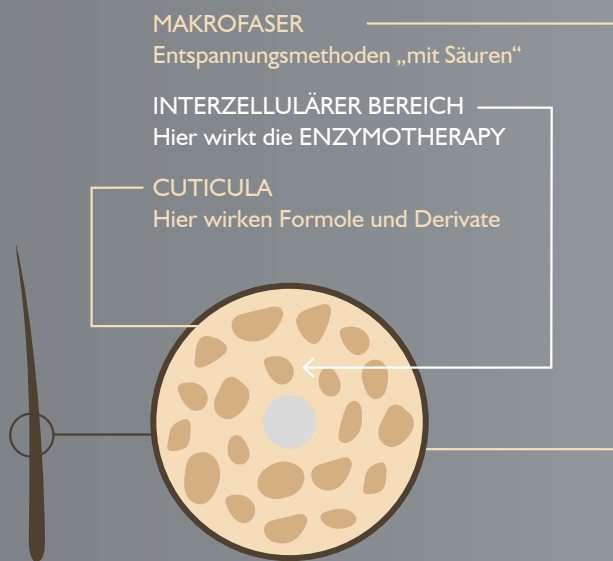 MAKROFASER
Entspannungsmethoden „mit Säuren“
INTERZELLULÄRER BEREICH
Hier wirkt die ENZYMOTHERAPY
CUTICULA
Hier wirken Formole und Derivate